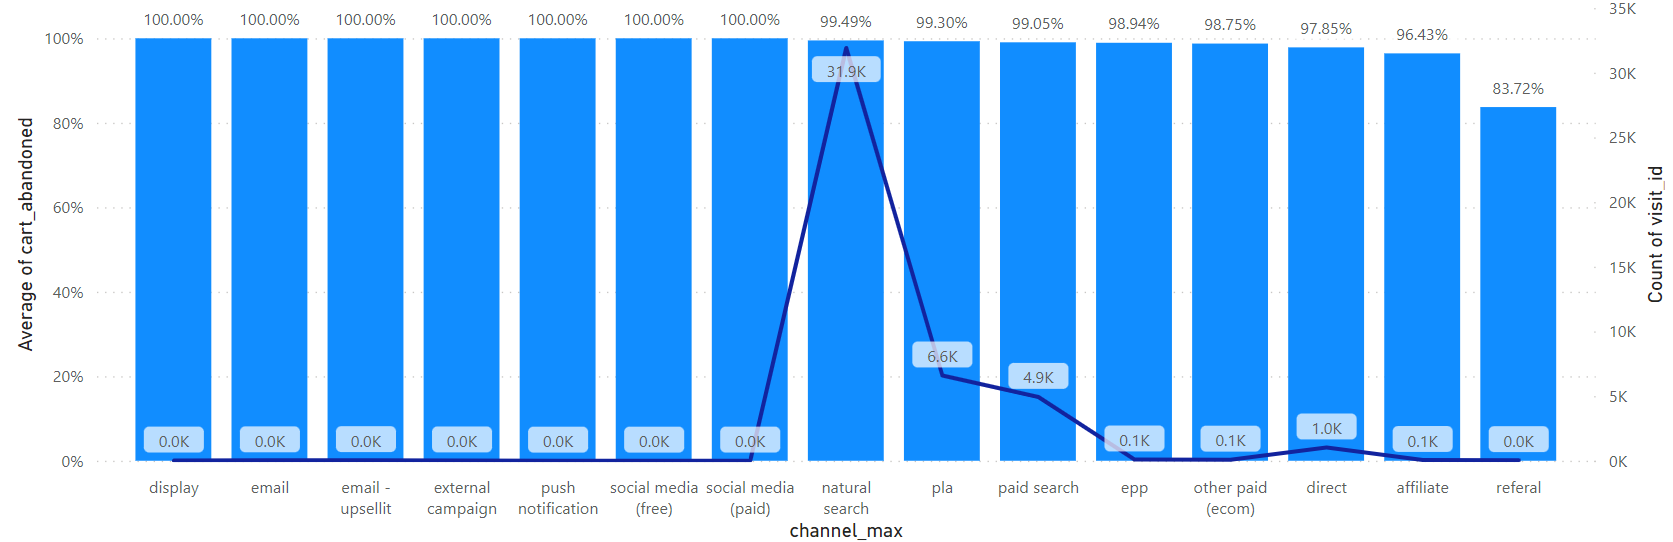 100.00% 100.00% 100.00% 100.00% 100.00% 100.00% 100.00% 99.49% 99.30% 99.05% 98.94% 98.75% 97.85% 96.43% 83.72%
35K
30K
25K
20K
15K
10K
5K
0K
100%
80%
60%
40%
20%
0%
Average of cart_abandoned
Count of visit_id
0.0K 0.0K 0.0K 0.0K 0.0K 0.0K 0.0K 31.9K 6.6K 4.9K 0.1K 0.1K 1.0K 0.1K 0.0K
display
email
email -
upsellit
external
campaign
push
notification
social media
(free)
social media
(paid)
natural
search
pla
paid search
epp
other paid
(ecom)
direct
affiliate
referal
channel_max